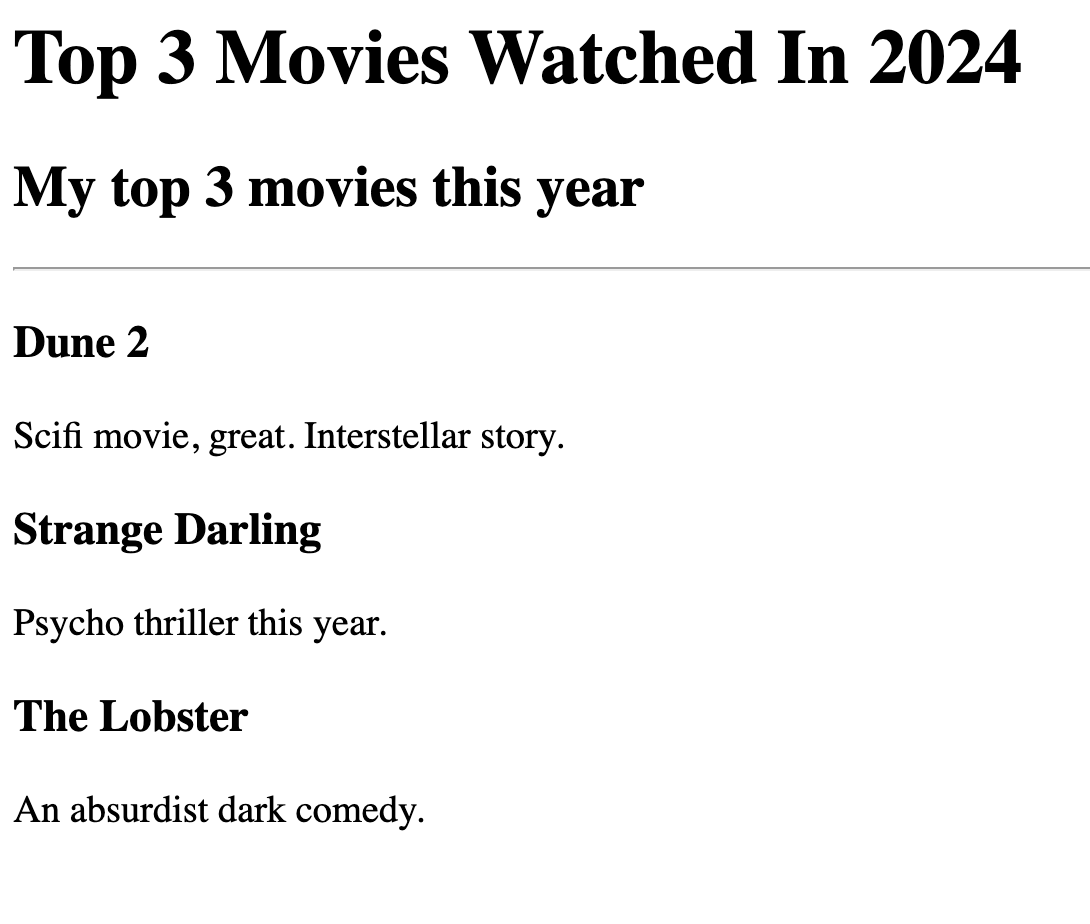 Top 3 Movies Watched In 2024
My top 3 movies this year
Dune 2
Scifi movie, great. Interstellar story.
Strange Darling
Psycho thriller this year.
The Lobster
An absurdist dark comedy.